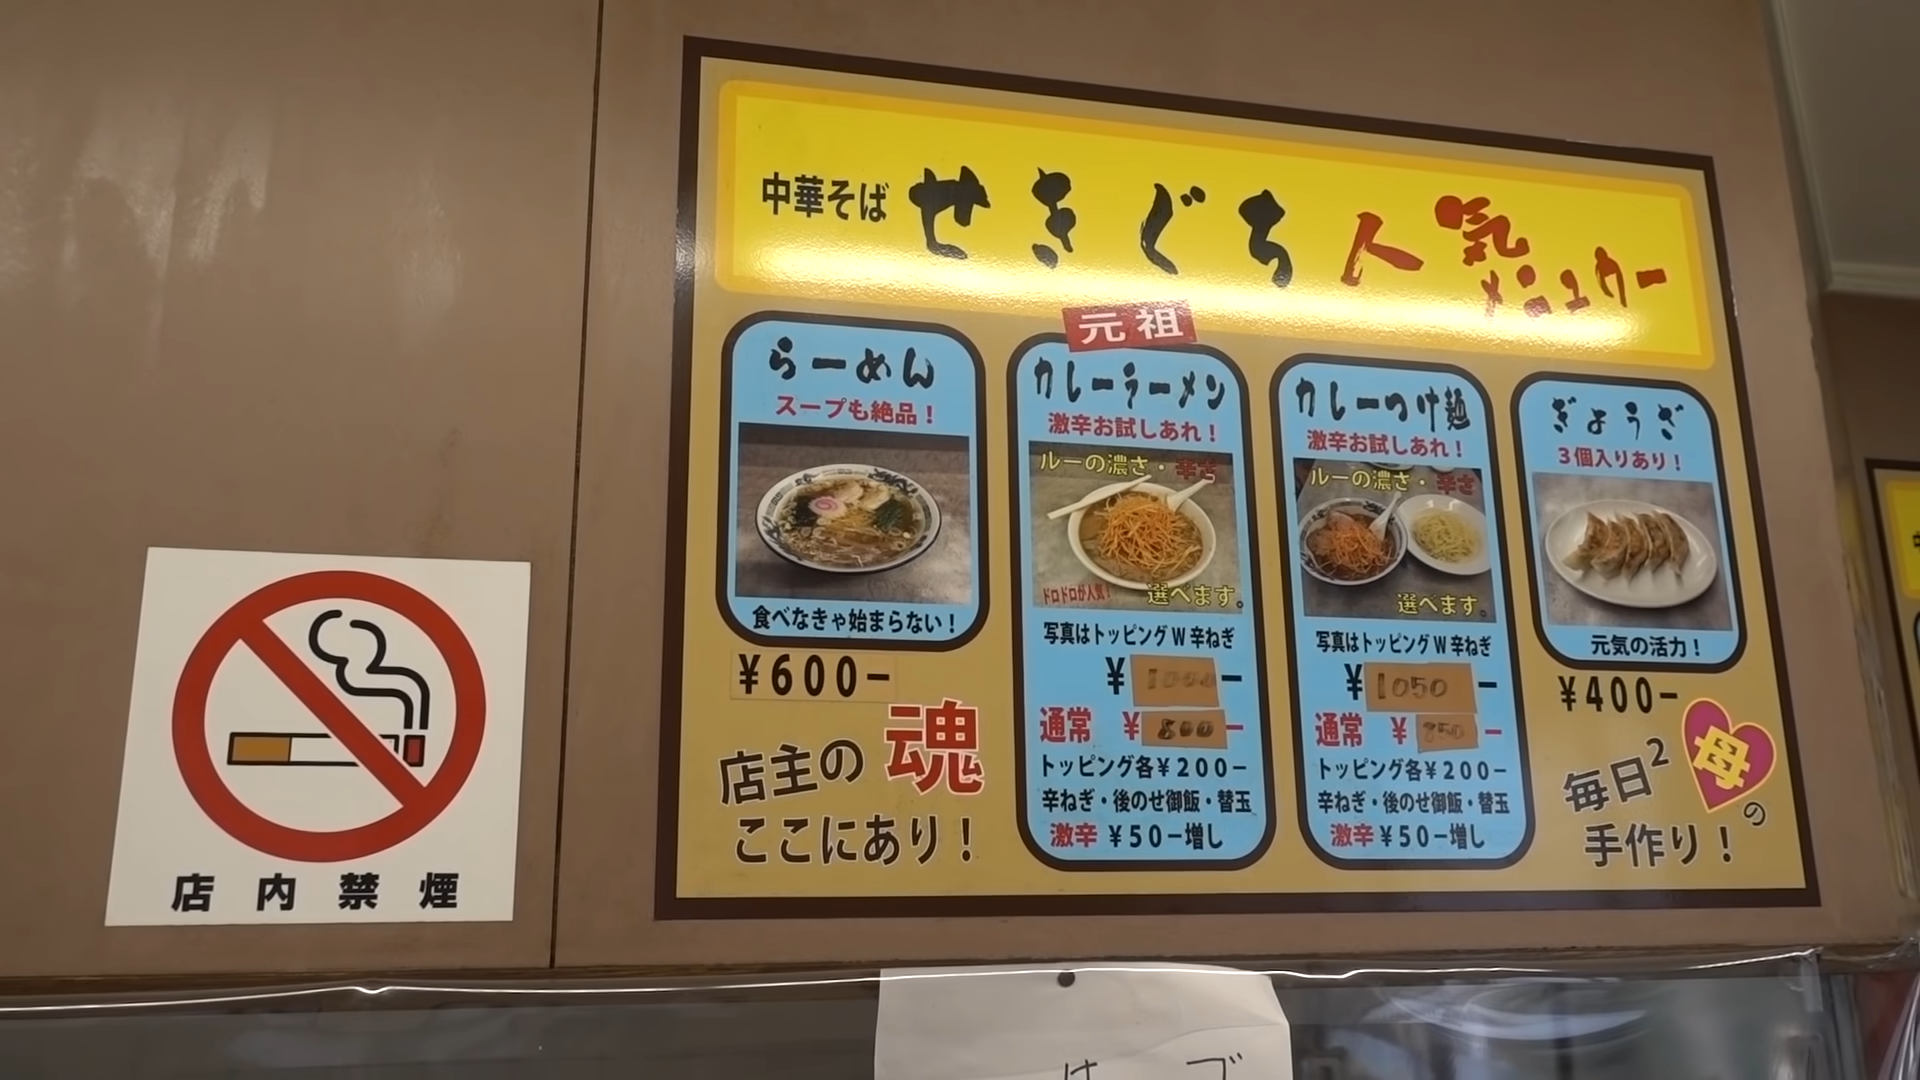 中華そば せきぐち 人気メニュウー
らーめん
スープも絶品！
食べなきゃ始まらない！
¥600-
店主の魂
ここにあり！
元祖
カレーラーメン
激辛お試しあれ！
ルーの濃さ・辛さ
ドロドロが人気！
選べます。
写真はトッピングW辛ねぎ
¥1000-
通常 ¥800-
トッピング各¥200-
辛ねぎ・後のせ御飯・替玉
激辛¥50-増し
カレーつけ麺
激辛お試しあれ！
ルーの濃さ・辛さ
選べます。
写真はトッピングW辛ねぎ
¥1050-
通常 ¥850-
トッピング各¥200-
辛ねぎ・後のせ御飯・替玉
激辛¥50-増し
ぎょうざ
3個入りあり！
元気の活力！
¥400-
毎日² 母の
手作り！
店内禁煙